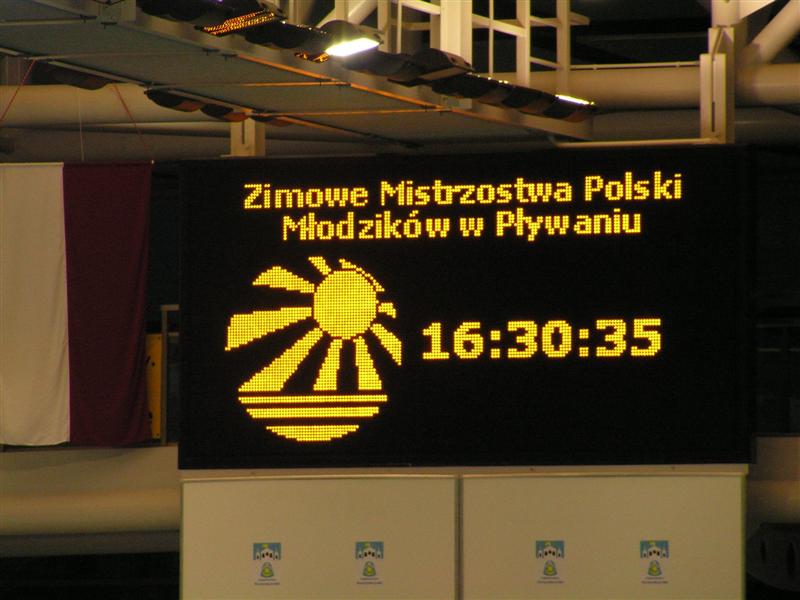 Zimowe Mistrzostwa Polski
Młodzików w Pływaniu
16:30:35